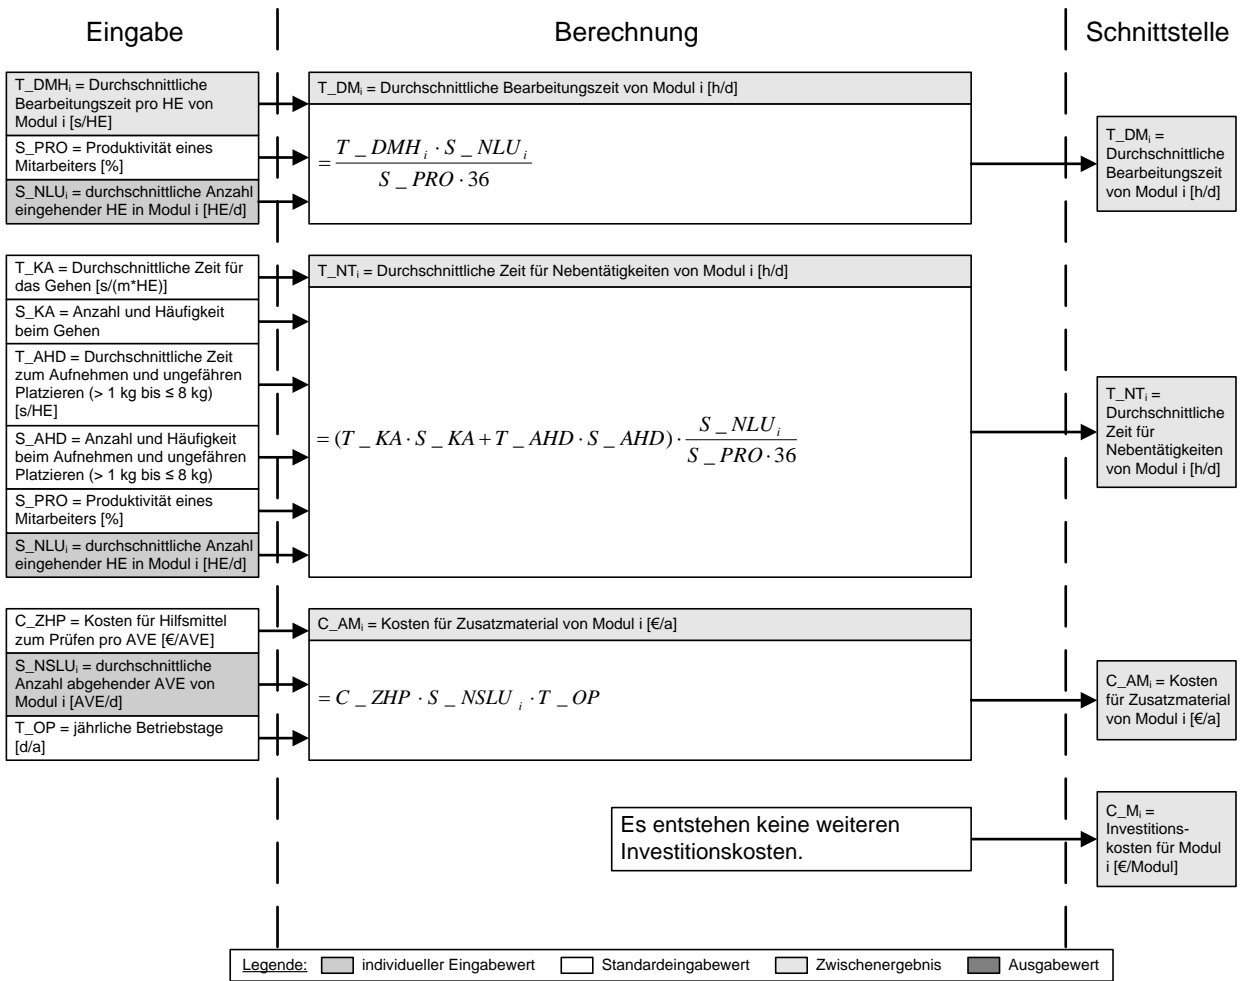 Eingabe
Berechnung
Schnittstelle
T_DMHᵢ = Durchschnittliche
Bearbeitungszeit pro HE von
Modul i [s/HE]
S_PRO = Produktivität eines
Mitarbeiters [%]
S_NLUᵢ = durchschnittliche Anzahl
eingehender HE in Modul i [HE/d]
T_DMᵢ = Durchschnittliche Bearbeitungszeit von Modul i [h/d]
= T_DMHᵢ · S_NLUᵢ
S_PRO · 36
T_DMᵢ =
Durchschnittliche
Bearbeitungszeit
von Modul i [h/d]
T_KA = Durchschnittliche Zeit für
das Gehen [s/(m*HE)]
S_KA = Anzahl und Häufigkeit
beim Gehen
T_AHD = Durchschnittliche Zeit
zum Aufnehmen und ungefähren
Platzieren (> 1 kg bis ≤ 8 kg)
[s/HE]
S_AHD = Anzahl und Häufigkeit
beim Aufnehmen und ungefähren
Platzieren (> 1 kg bis ≤ 8 kg)
S_PRO = Produktivität eines
Mitarbeiters [%]
S_NLUᵢ = durchschnittliche Anzahl
eingehender HE in Modul i [HE/d]
T_NTᵢ = Durchschnittliche Zeit für Nebentätigkeiten von Modul i [h/d]
= (T_KA · S_KA + T_AHD · S_AHD) · S_NLUᵢ
S_PRO · 36
T_NTᵢ =
Durchschnittliche
Zeit für
Nebentätigkeiten
von Modul i [h/d]
C_ZHP = Kosten für Hilfsmittel
zum Prüfen pro AVE [€/AVE]
S_NSLUᵢ = durchschnittliche
Anzahl abgehender AVE von
Modul i [AVE/d]
T_OP = jährliche Betriebstage
[d/a]
C_AMᵢ = Kosten für Zusatzmaterial von Modul i [€/a]
= C_ZHP · S_NSLUᵢ · T_OP
C_AMᵢ = Kosten
für Zusatzmaterial
von Modul i [€/a]
Es entstehen keine weiteren
Investitionskosten.
C_Mᵢ =
Investitions-
kosten für Modul
i [€/Modul]
Legende: individueller Eingabewert Standardeingabewert Zwischenergebnis Ausgabewert